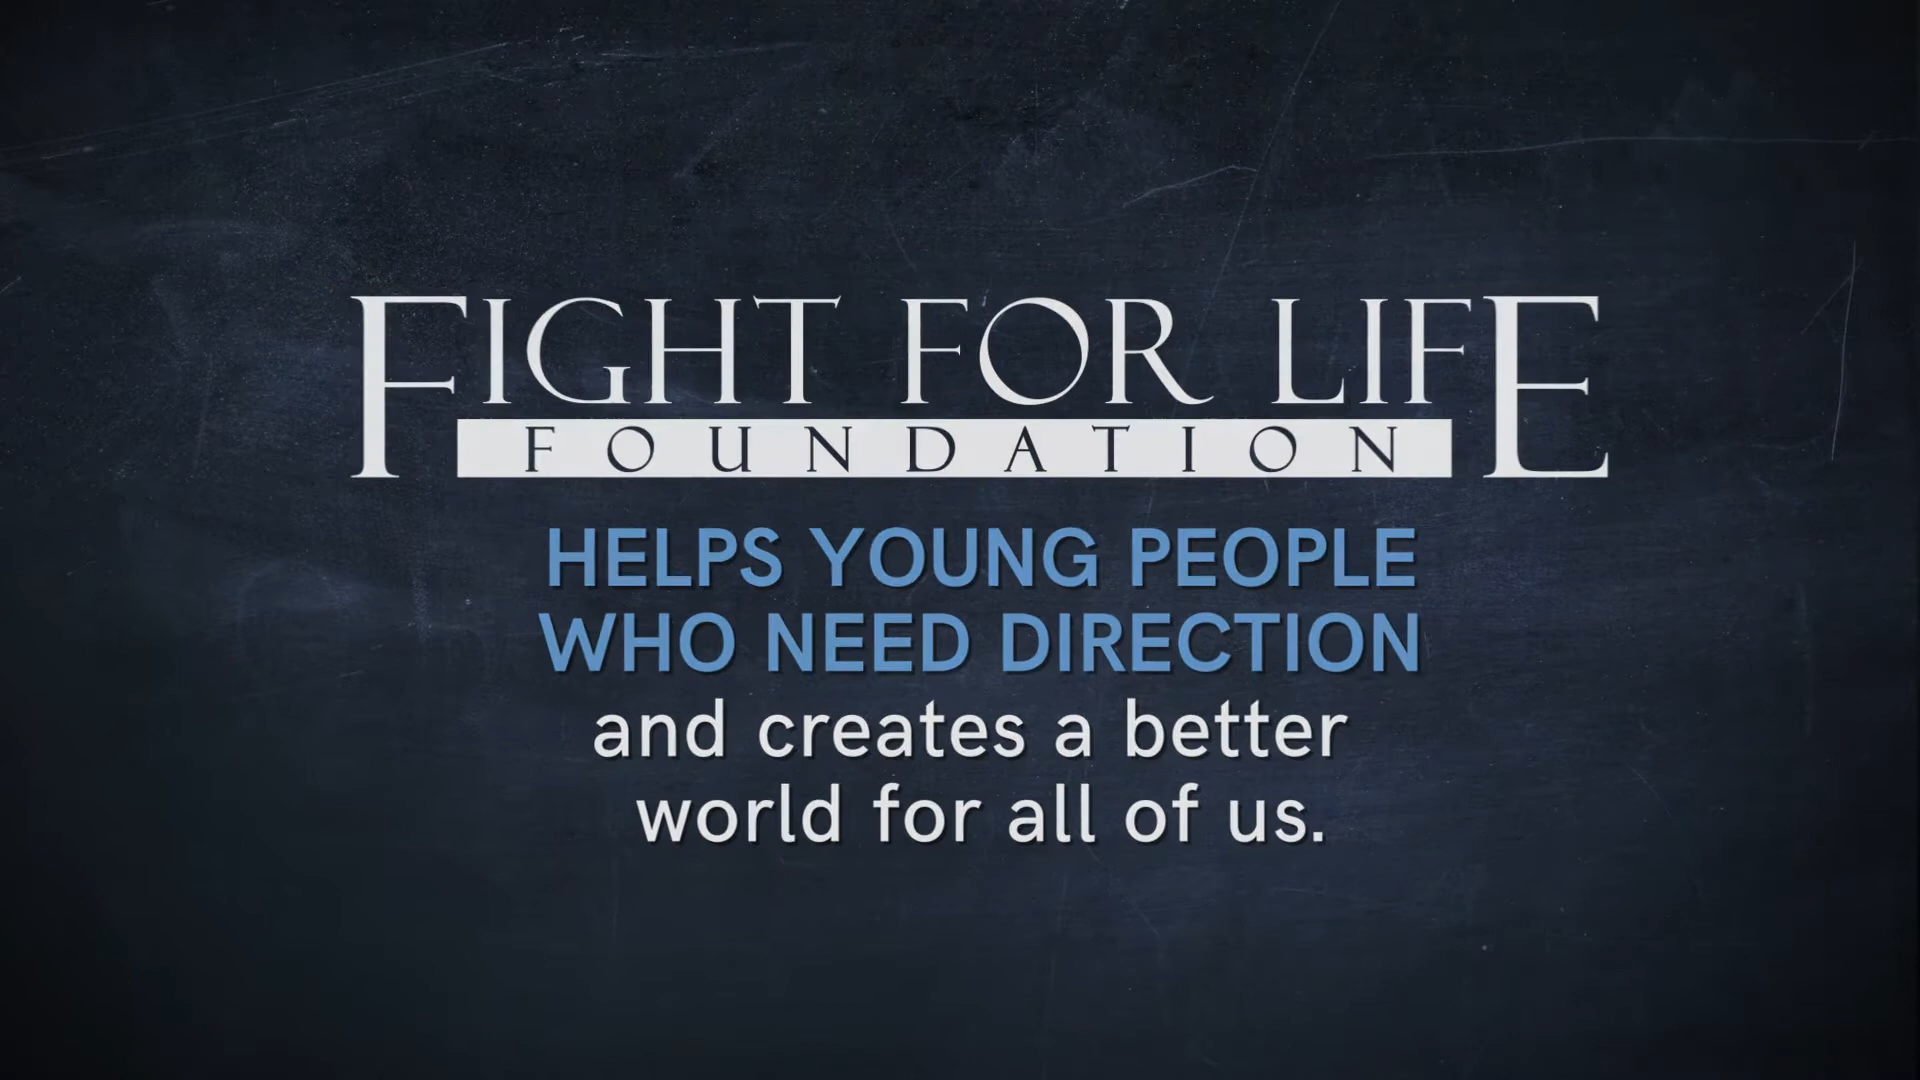 FIGHT FOR LIFE
FOUNDATION
HELPS YOUNG PEOPLE
WHO NEED DIRECTION
and creates a better
world for all of us.